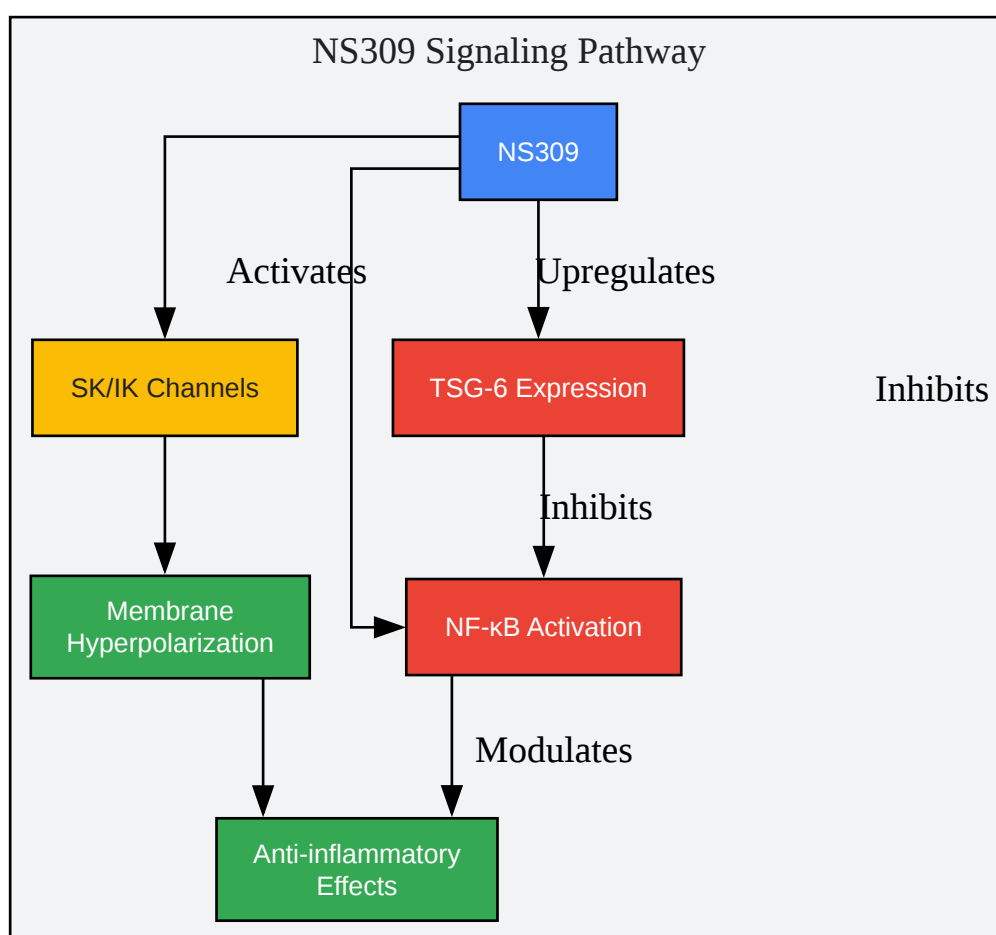 NS309 Signaling Pathway
NS309
Activates
Upregulates
SK/IK Channels
TSG-6 Expression
Inhibits
Inhibits
Membrane
Hyperpolarization
NF-κB Activation
Modulates
Anti-inflammatory
Effects